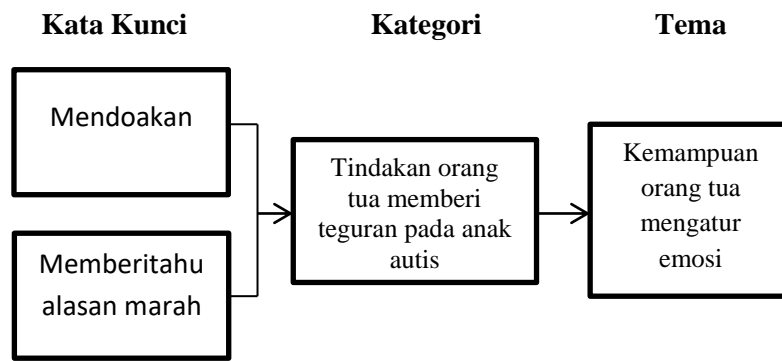 Kata Kunci
Kategori
Tema
Mendoakan
Memberitahu
alasan marah
Tindakan orang
tua memberi
teguran pada anak
autis
Kemampuan
orang tua
mengatur
emosi